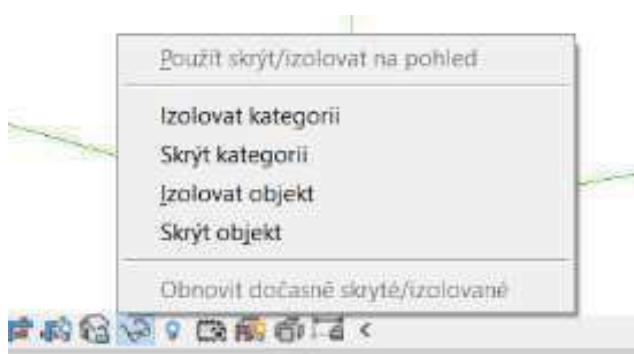 Použít skrýt/izolovat na pohled
Izolovat kategorii
Skrýt kategorii
Izolovat objekt
Skrýt objekt
Obnovit dočasně skryté/izolované